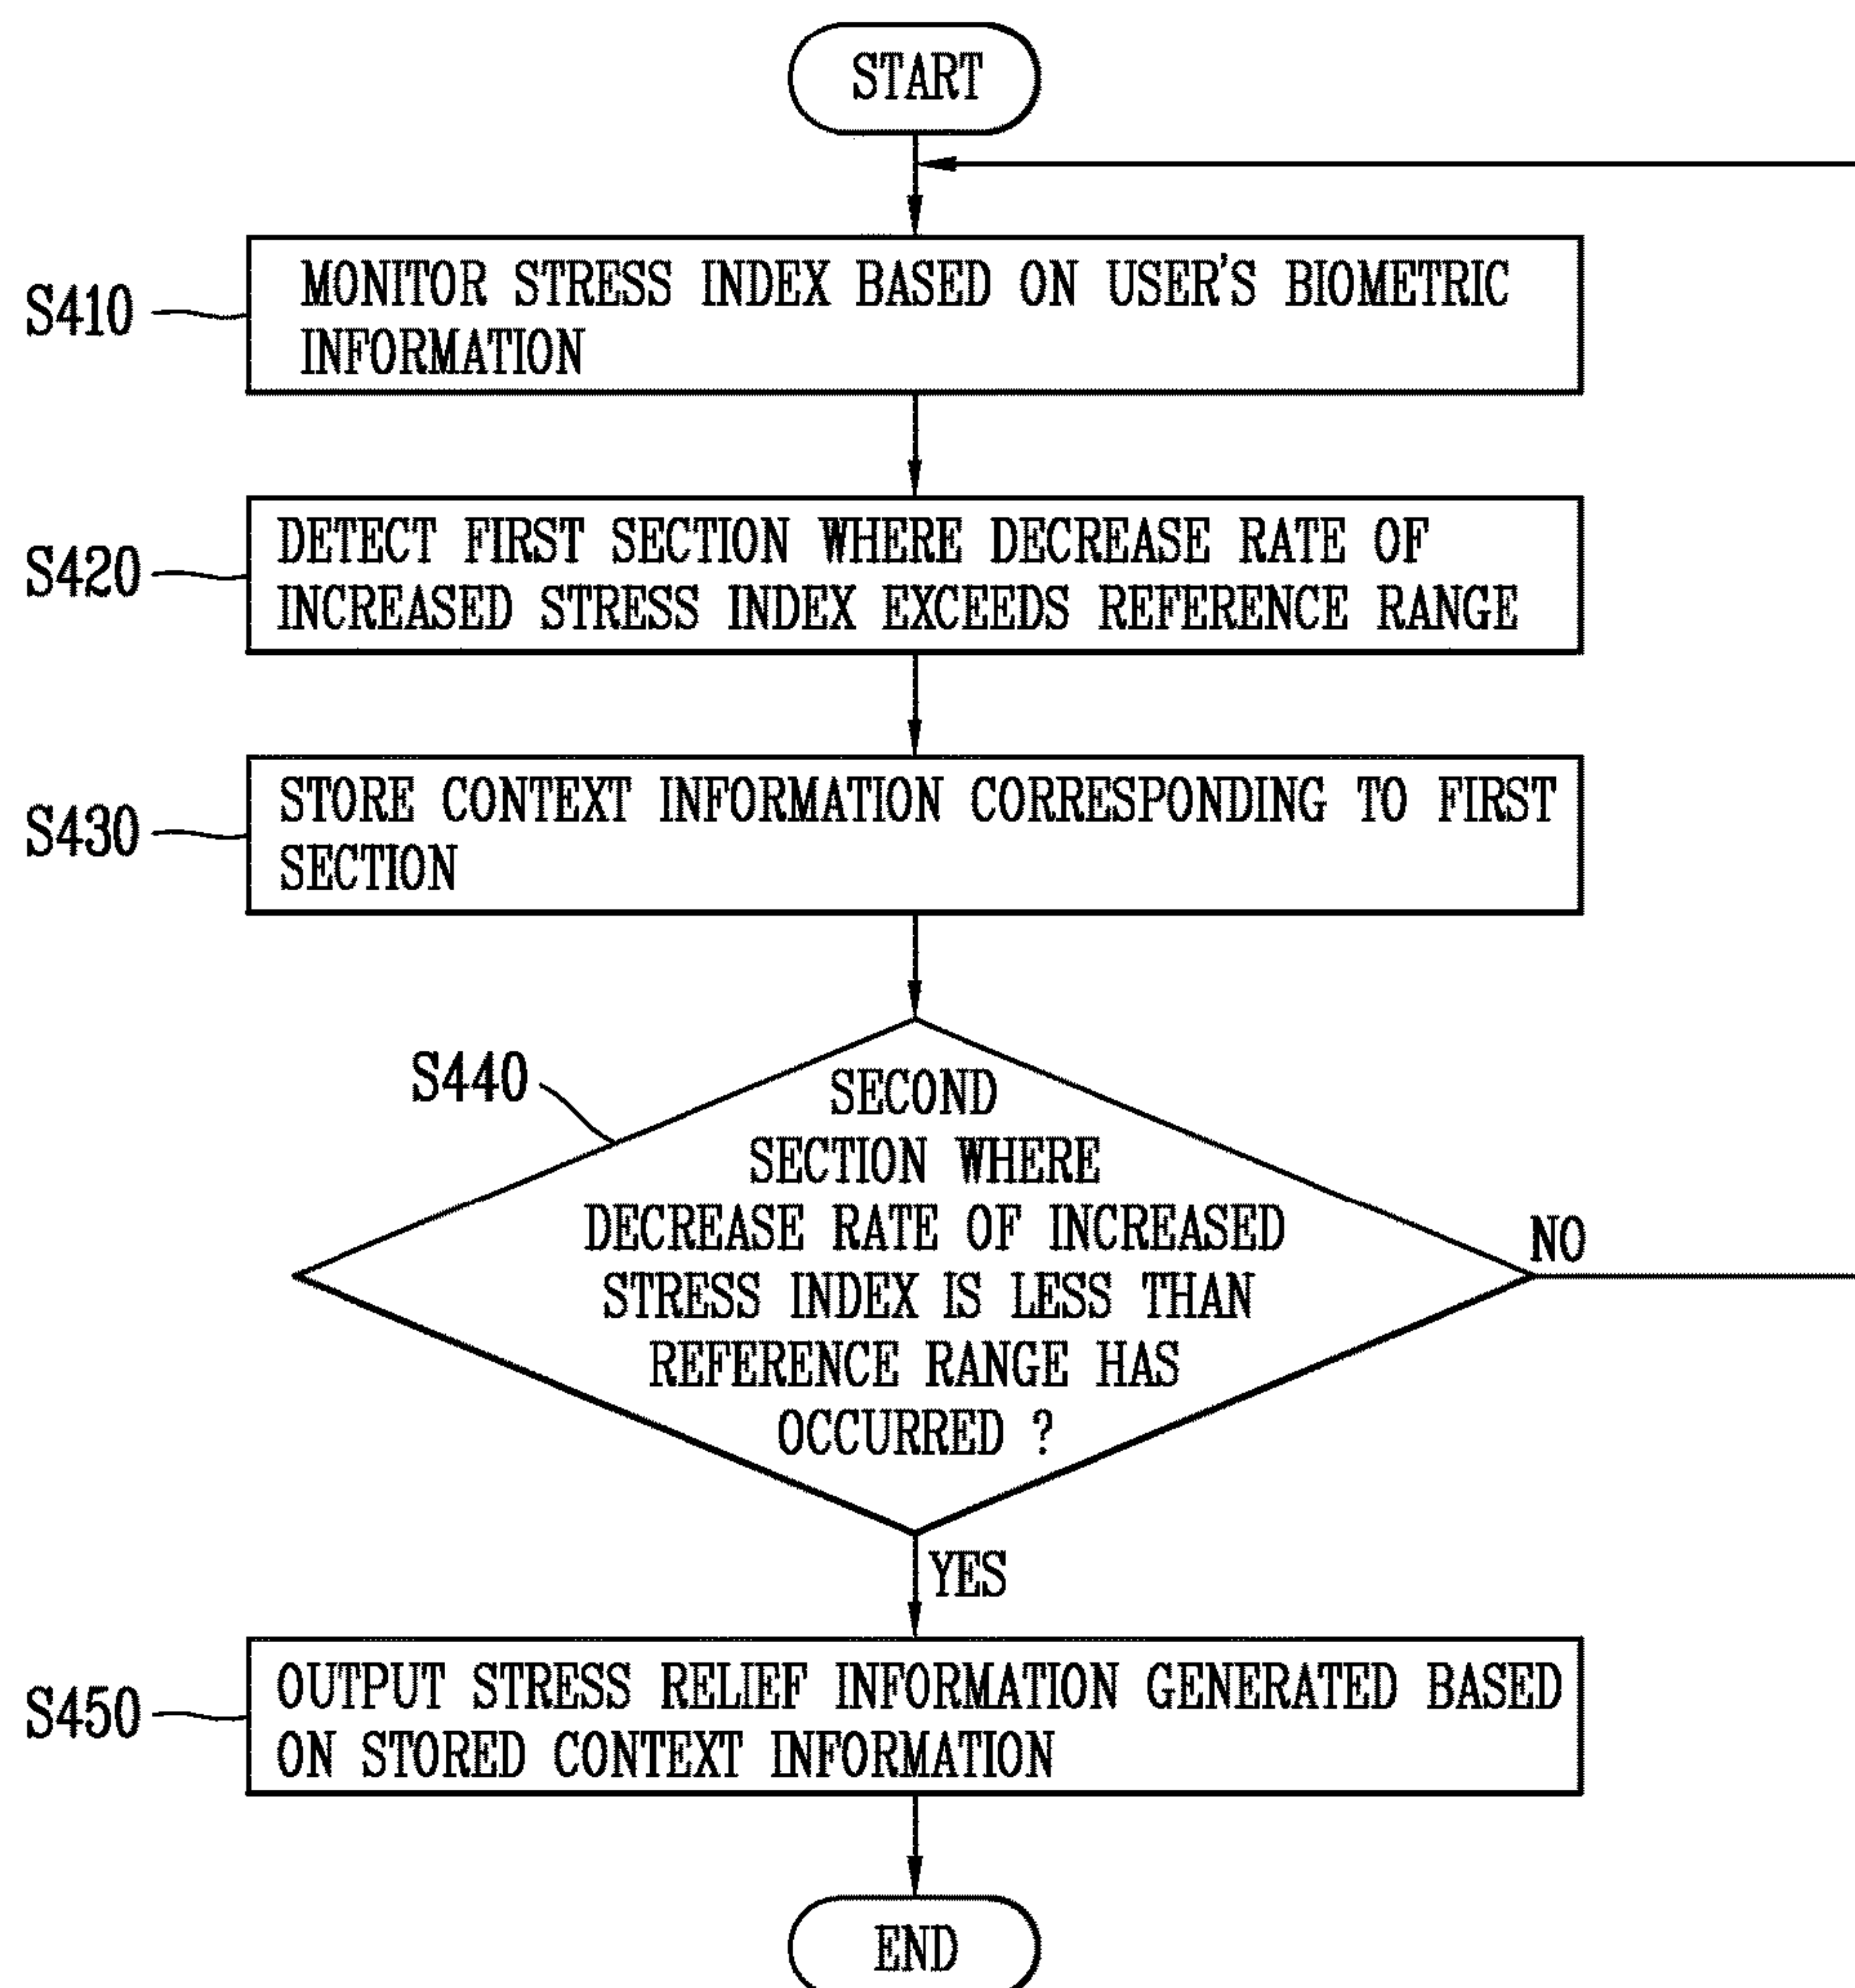 START
S410
MONITOR STRESS INDEX BASED ON USER'S BIOMETRIC
INFORMATION
S420
DETECT FIRST SECTION WHERE DECREASE RATE OF
INCREASED STRESS INDEX EXCEEDS REFERENCE RANGE
S430
STORE CONTEXT INFORMATION CORRESPONDING TO FIRST
SECTION
S440
SECOND
SECTION WHERE
DECREASE RATE OF INCREASED
STRESS INDEX IS LESS THAN
REFERENCE RANGE HAS
OCCURRED ?
NO
YES
S450
OUTPUT STRESS RELIEF INFORMATION GENERATED BASED
ON STORED CONTEXT INFORMATION
END